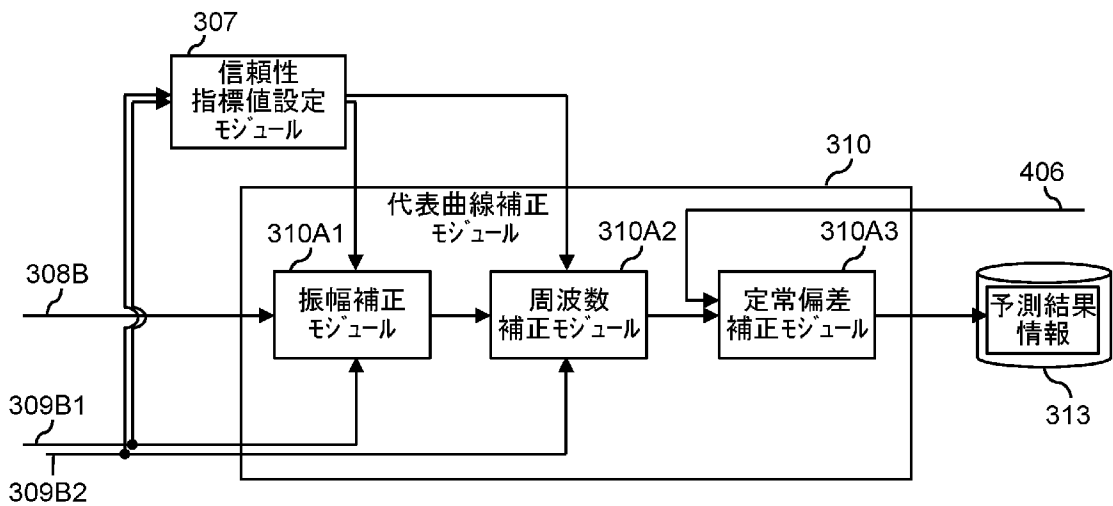 307
信頼性
指標値設定
モジュール
310
406
代表曲線補正
モジュール
310A1
310A2
310A3
308B
振幅補正
モジュール
周波数
補正モジュール
定常偏差
補正モジュール
予測結果
情報
309B1
313
309B2